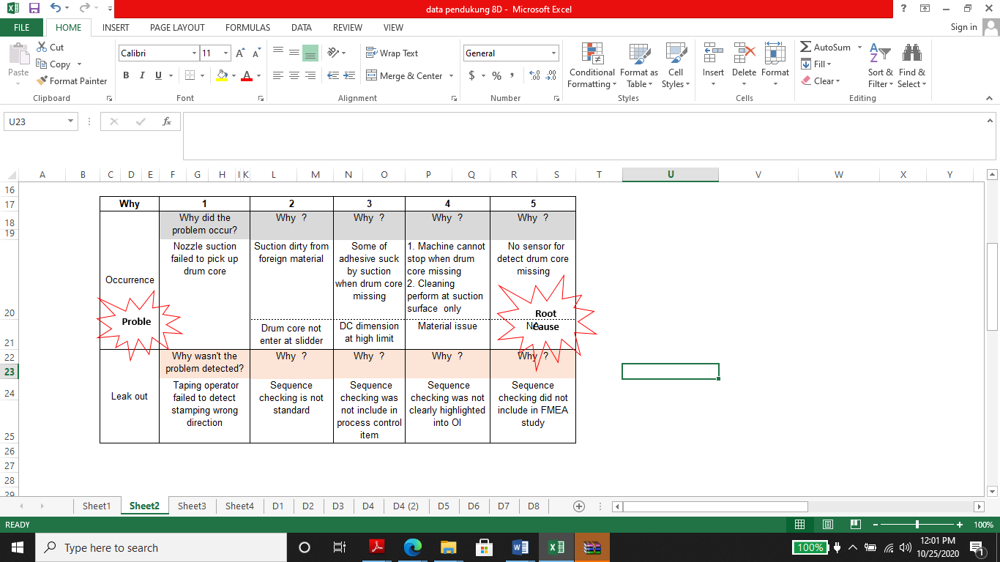 data pendukung 8D - Microsoft Excel
?
FILE
HOME
INSERT
PAGE LAYOUT
FORMULAS
DATA
REVIEW
VIEW
Sign in
Paste
Cut
Copy
Format Painter
Clipboard
Calibri
11
A A
B I U
A
Font
Wrap Text
Merge & Center
Alignment
General
$ % ,
.00
.00
Number
Conditional
Formatting
Format as
Table
Cell
Styles
Styles
Insert
Delete
Format
Cells
AutoSum
Fill
Clear
Sort &
Filter
Find &
Select
Editing
U23
fx
A B C D E F G H I K L M N O P Q R S T U V W X Y
16
17
18
19
20
21
22
23
24
25
26
27
28
29
Why 1 2 3 4 5
Why did the
problem occur?
Why ?
Why ?
Why ?
Why ?
Occurrence
Nozzle suction
failed to pick up
drum core
Suction dirty from
foreign material
Some of
adhesive suck
by suction
when drum core
missing
1. Machine cannot
stop when drum
core missing
2. Cleaning
perform at suction
surface only
No sensor for
detect drum core
missing
Proble
Root
Cause
Drum core not
enter at slidder
DC dimension
at high limit
Material issue
NA
Why wasn't the
problem detected?
Why ?
Why ?
Why ?
Why ?
Leak out
Taping operator
failed to detect
stamping wrong
direction
Sequence
checking is not
standard
Sequence
checking was
not include in
process control
item
Sequence
checking was not
clearly highlighted
into OI
Sequence
checking did not
include in FMEA
study
Sheet1 Sheet2 Sheet3 Sheet4 D1 D2 D3 D4 D4 (2) D5 D6 D7 D8
READY
100%
Type here to search
100%
12:01 PM
10/25/2020
1